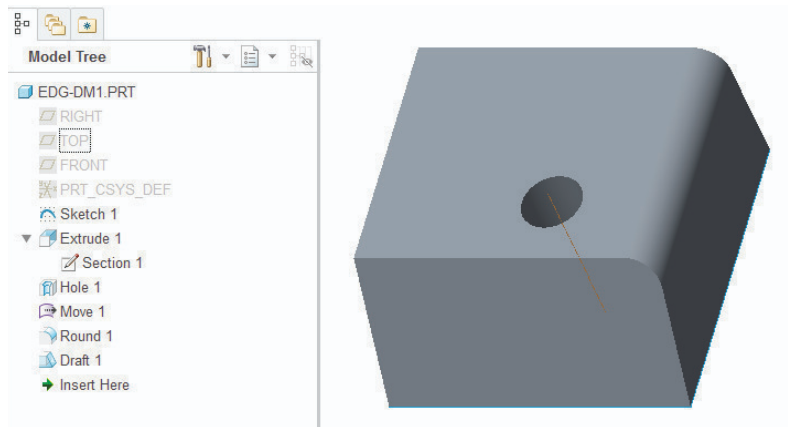 Model Tree
EDG-DM1.PRT
RIGHT
TOP
FRONT
PRT_CSYS_DEF
Sketch 1
Extrude 1
Section 1
Hole 1
Move 1
Round 1
Draft 1
Insert Here